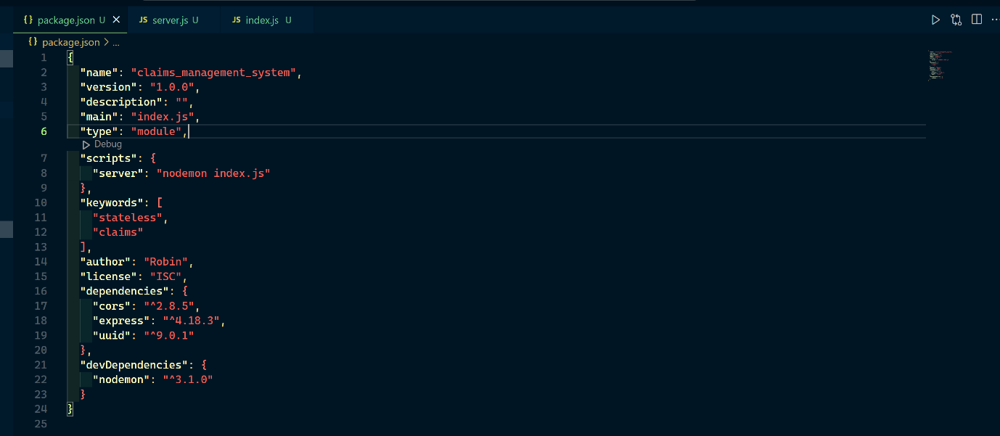 {} package.json U × JS server.js U JS index.js U
{} package.json > ...
1 {
2 "name": "claims_management_system",
3 "version": "1.0.0",
4 "description": "",
5 "main": "index.js",
6 "type": "module",
Debug
7 "scripts": {
8 "server": "nodemon index.js"
9 },
10 "keywords": [
11 "stateless",
12 "claims"
13 ],
14 "author": "Robin",
15 "license": "ISC",
16 "dependencies": {
17 "cors": "^2.8.5",
18 "express": "^4.18.3",
19 "uuid": "^9.0.1"
20 },
21 "devDependencies": {
22 "nodemon": "^3.1.0"
23 }
24 }
25